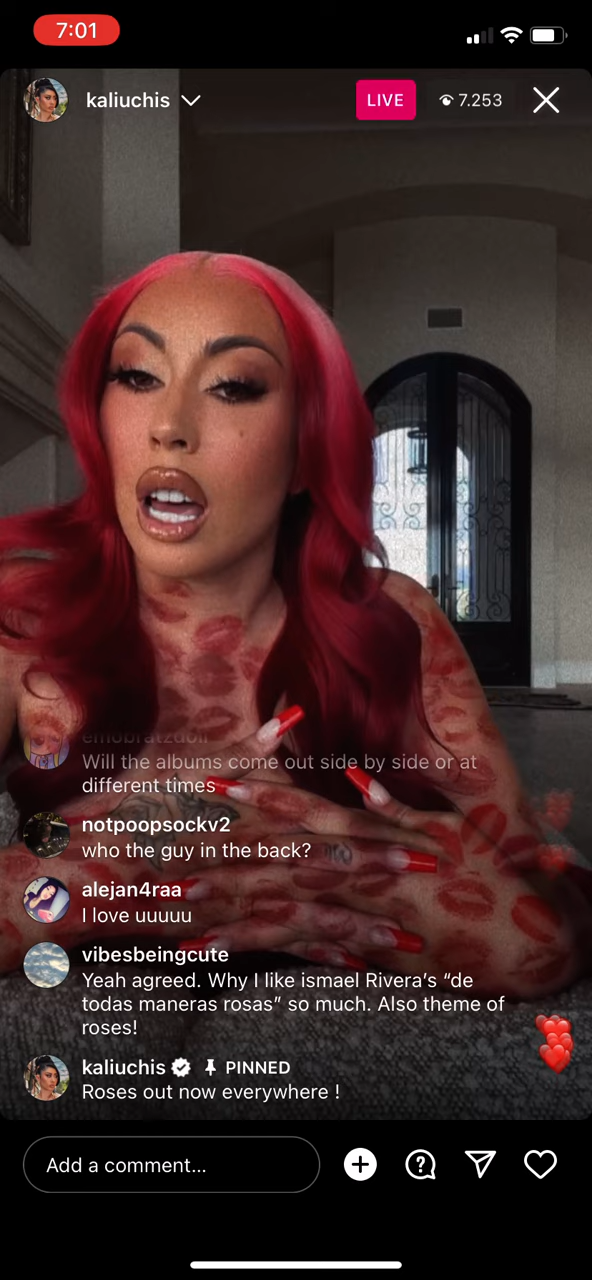 7:01
kaliuchis
LIVE
7.253
emobratzdoll
Will the albums come out side by side or at
different times
notpoopsockv2
who the guy in the back?
alejan4raa
I love uuuuu
vibesbeingcute
Yeah agreed. Why I like ismael Rivera's “de
todas maneras rosas” so much. Also theme of
roses!
kaliuchis PINNED
Roses out now everywhere !
Add a comment...